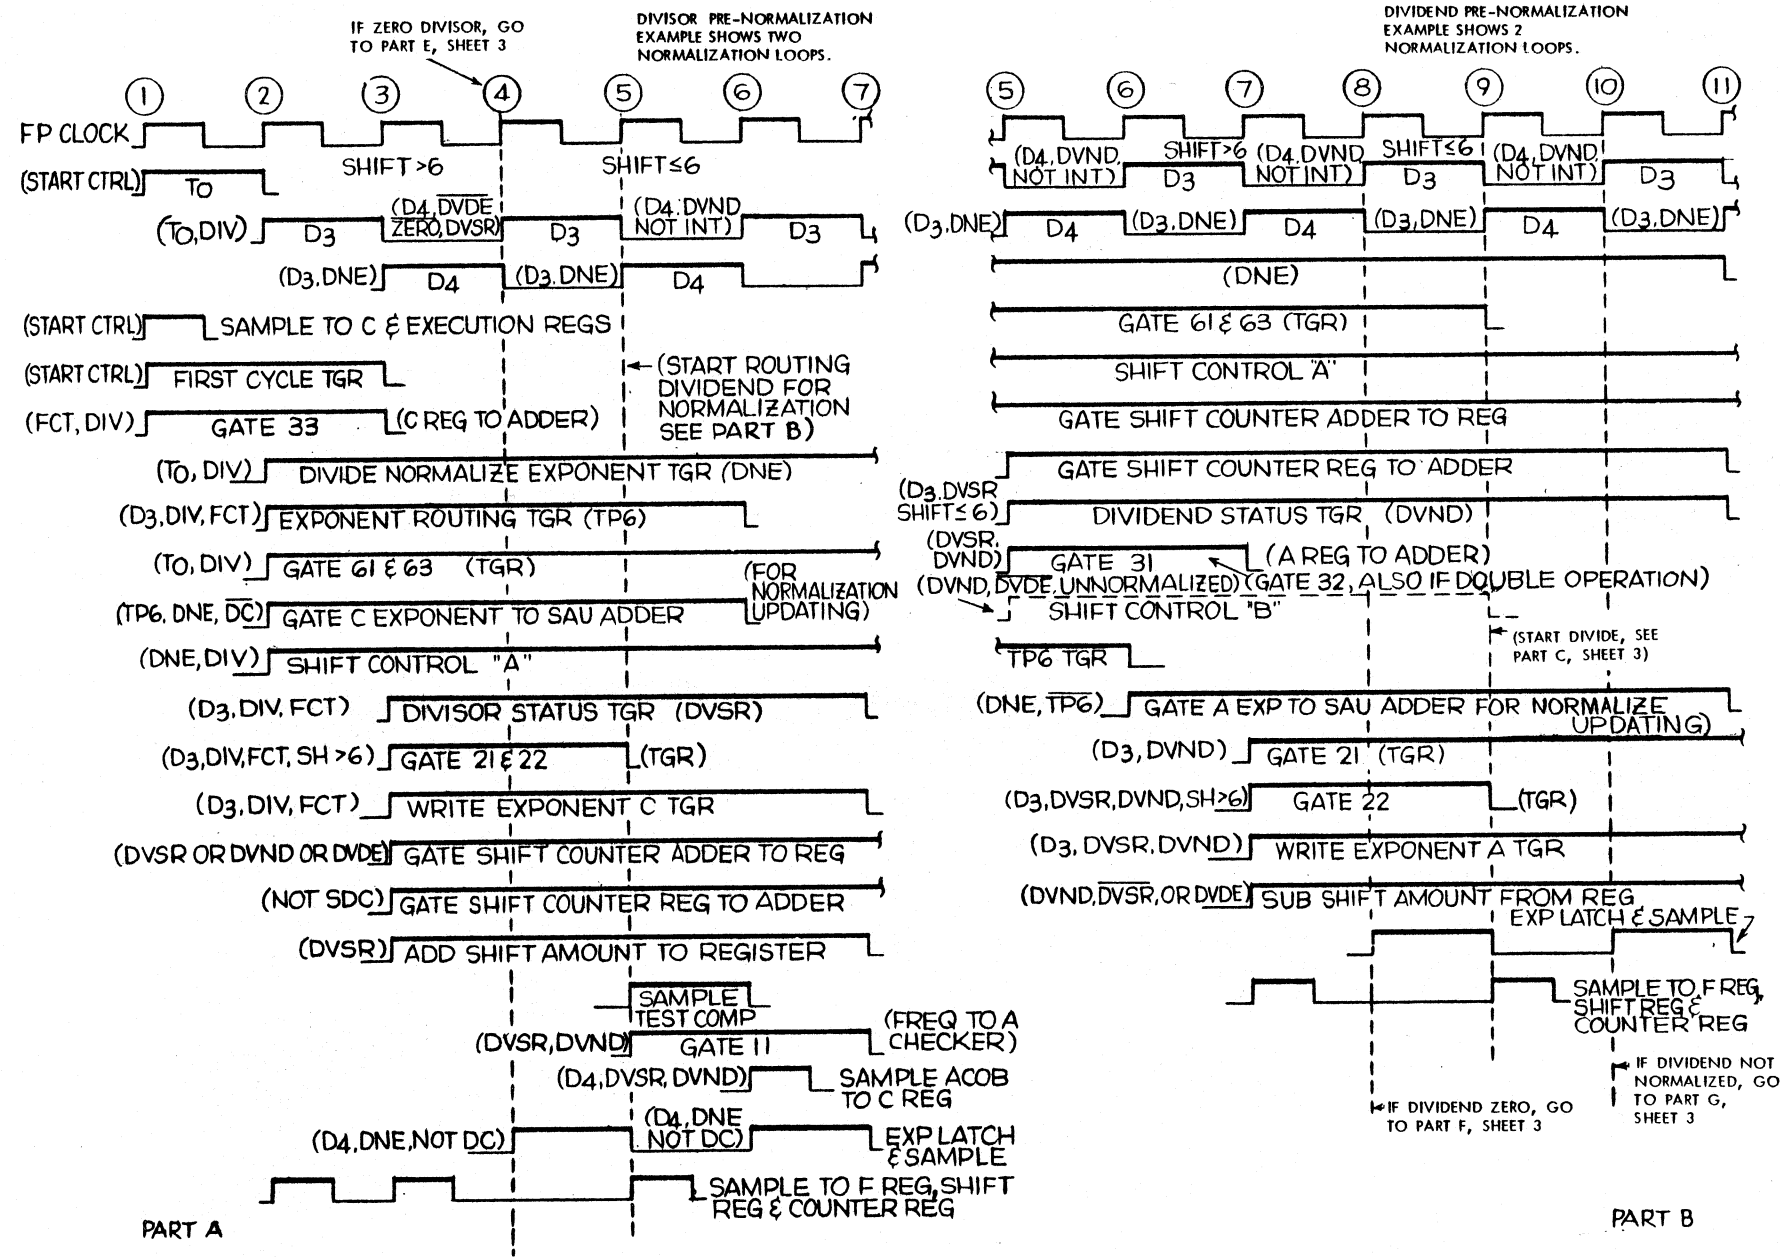 IF ZERO DIVISOR, GO
TO PART E, SHEET 3
DIVISOR PRE-NORMALIZATION
EXAMPLE SHOWS TWO
NORMALIZATION LOOPS.
1 2 3 4 5 6 7
FP CLOCK
SHIFT>6
SHIFT≤6
(START CTRL)
TO
(TO,DIV)
D3
(D4,D̅V̅D̅E̅
Z̅E̅R̅O̅,DVSR)
D3
(D4.DVND
NOT INT)
D3
(D3,DNE)
D4
(D3.DNE)
D4
(START CTRL)
SAMPLE TO C & EXECUTION REGS
(START CTRL)
FIRST CYCLE TGR
(START ROUTING
DIVIDEND FOR
NORMALIZATION
SEE PART B)
(FCT, DIV)
GATE 33
(C REG TO ADDER)
(TO, DIV)
DIVIDE NORMALIZE EXPONENT TGR (DNE)
(D3,DIV,FCT)
EXPONENT ROUTING TGR (TP6)
(TO, DIV)
GATE 61 & 63 (TGR)
(FOR
NORMALIZATION
UPDATING)
(TP6, DNE, D̅C̅)
GATE C EXPONENT TO SAU ADDER
(DNE,DIV)
SHIFT CONTROL "A"
(D3,DIV,FCT)
DIVISOR STATUS TGR (DVSR)
(D3,DIV,FCT,SH>6)
GATE 21 & 22
(TGR)
(D3,DIV,FCT)
WRITE EXPONENT C TGR
(DVSR OR DVND OR DVDE)
GATE SHIFT COUNTER ADDER TO REG
(NOT SDC)
GATE SHIFT COUNTER REG TO ADDER
(DVSR)
ADD SHIFT AMOUNT TO REGISTER
SAMPLE
TEST COMP
(DVSR,DVND)
GATE 11
(FREQ TO A
CHECKER)
(D4,DVSR, DVND)
SAMPLE ACOB
TO C REG
(D4,DNE,NOT DC)
(D4,DNE
NOT DC)
EXP LATCH
& SAMPLE
SAMPLE TO F REG, SHIFT
REG & COUNTER REG
PART A
DIVIDEND PRE-NORMALIZATION
EXAMPLE SHOWS 2
NORMALIZATION LOOPS.
5 6 7 8 9 10 11
(D4,DVND,
NOT INT)
SHIFT>6
D3
(D4.DVND
NOT INT)
SHIFT≤6
D3
(D4,DVND
NOT INT)
D3
(D3,DNE)
D4
(D3,DNE)
D4
(D3,DNE)
D4
(D3,DNE)
(DNE)
GATE 61 & 63 (TGR)
SHIFT CONTROL "A"
GATE SHIFT COUNTER ADDER TO REG
GATE SHIFT COUNTER REG TO ADDER
(D3.DVSR
SHIFT≤6)
DIVIDEND STATUS TGR (DVND)
(DVSR,
DVND)
GATE 31
(A REG TO ADDER)
(DVND, D̅V̅D̅E̅, UNNORMALIZED)
(GATE 32, ALSO IF DOUBLE OPERATION)
SHIFT CONTROL "B"
(START DIVIDE, SEE
PART C, SHEET 3)
TP6 TGR
(DNE, T̅P̅6̅)
GATE A EXP TO SAU ADDER FOR NORMALIZE
UPDATING)
(D3, DVND)
GATE 21 (TGR)
(D3,DVSR,DVND,SH>6)
GATE 22
(TGR)
(D3, DVSR,DVND)
WRITE EXPONENT A TGR
(DVND,D̅V̅S̅R̅,OR DVDE)
SUB SHIFT AMOUNT FROM REG
EXP LATCH & SAMPLE
SAMPLE TO F REG,
SHIFT REG &
COUNTER REG
IF DIVIDEND NOT
NORMALIZED, GO
TO PART G,
SHEET 3
IF DIVIDEND ZERO, GO
TO PART F, SHEET 3
PART B